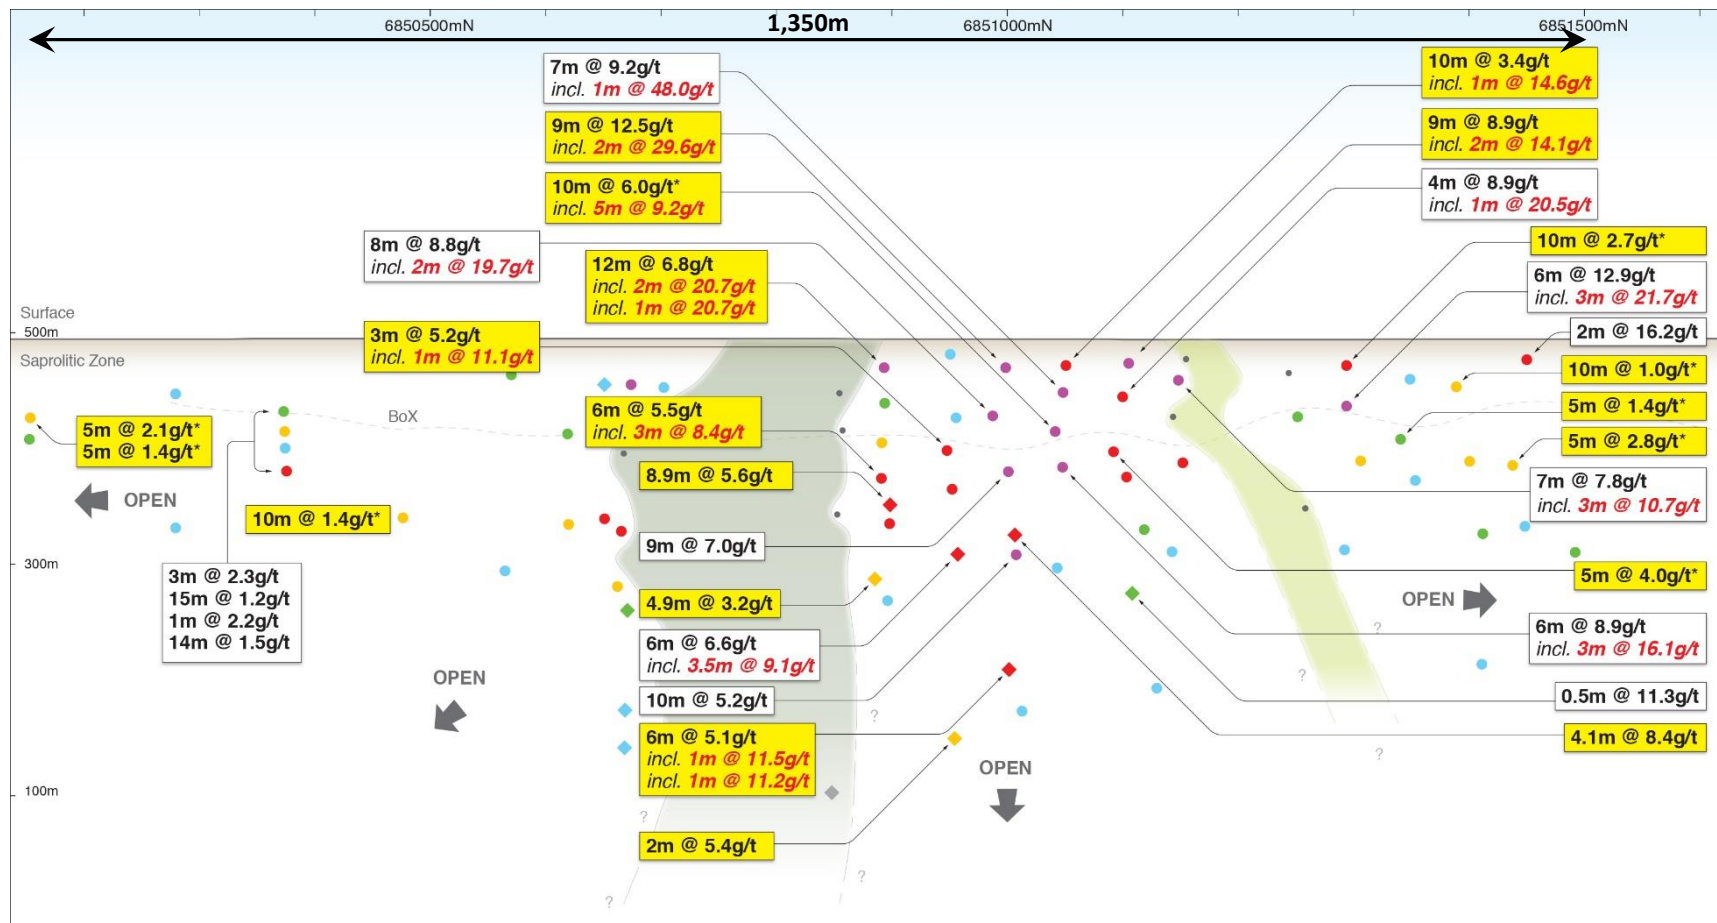 6850500mN
1,350m
6851000mN
6851500mN
7m @ 9.2g/t
incl. 1m @ 48.0g/t
9m @ 12.5g/t
incl. 2m @ 29.6g/t
10m @ 6.0g/t*
incl. 5m @ 9.2g/t
8m @ 8.8g/t
incl. 2m @ 19.7g/t
12m @ 6.8g/t
incl. 2m @ 20.7g/t
incl. 1m @ 20.7g/t
3m @ 5.2g/t
incl. 1m @ 11.1g/t
10m @ 3.4g/t
incl. 1m @ 14.6g/t
9m @ 8.9g/t
incl. 2m @ 14.1g/t
4m @ 8.9g/t
incl. 1m @ 20.5g/t
10m @ 2.7g/t*
6m @ 12.9g/t
incl. 3m @ 21.7g/t
2m @ 16.2g/t
10m @ 1.0g/t*
5m @ 1.4g/t*
5m @ 2.8g/t*
7m @ 7.8g/t
incl. 3m @ 10.7g/t
5m @ 4.0g/t*
OPEN
6m @ 8.9g/t
incl. 3m @ 16.1g/t
0.5m @ 11.3g/t
4.1m @ 8.4g/t
Surface
500m
Saprolitic Zone
BoX
5m @ 2.1g/t*
5m @ 1.4g/t*
OPEN
10m @ 1.4g/t*
300m
3m @ 2.3g/t
15m @ 1.2g/t
1m @ 2.2g/t
14m @ 1.5g/t
OPEN
100m
6m @ 5.5g/t
incl. 3m @ 8.4g/t
8.9m @ 5.6g/t
9m @ 7.0g/t
4.9m @ 3.2g/t
6m @ 6.6g/t
incl. 3.5m @ 9.1g/t
10m @ 5.2g/t
6m @ 5.1g/t
incl. 1m @ 11.5g/t
incl. 1m @ 11.2g/t
2m @ 5.4g/t
OPEN
?
?
?
?
?
?
?